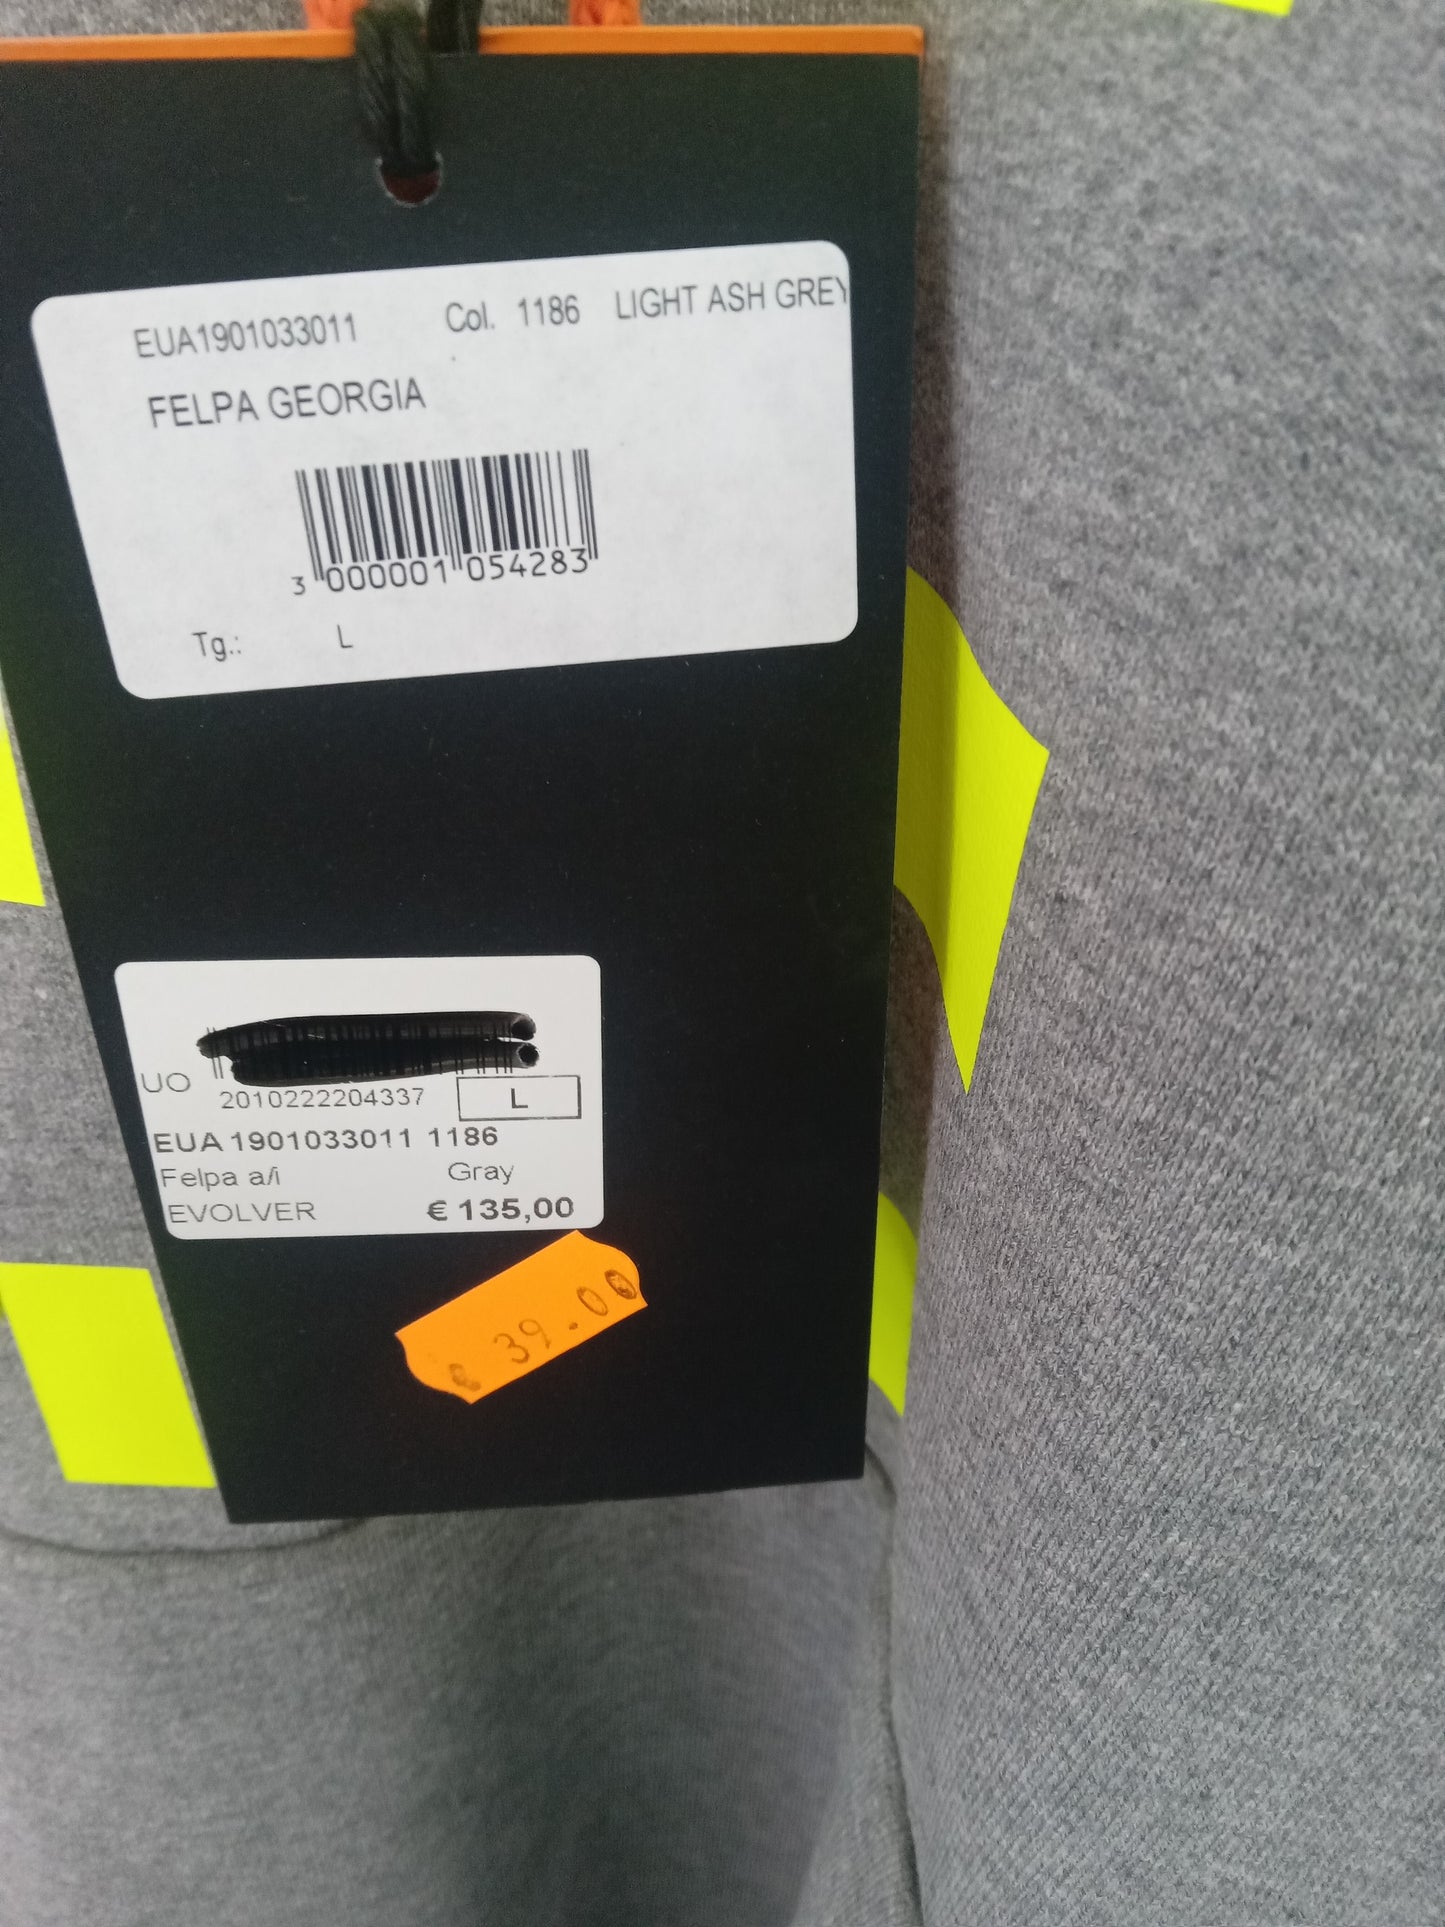 EUA1901033011 Col. 1186 LIGHT ASH GREY
FELPA GEORGIA
3 000001 054283
Tg.: L
UO 2010222204337 L
EUA 1901033011 1186
Felpa a/i Gray
EVOLVER € 135,00
€ 39.00